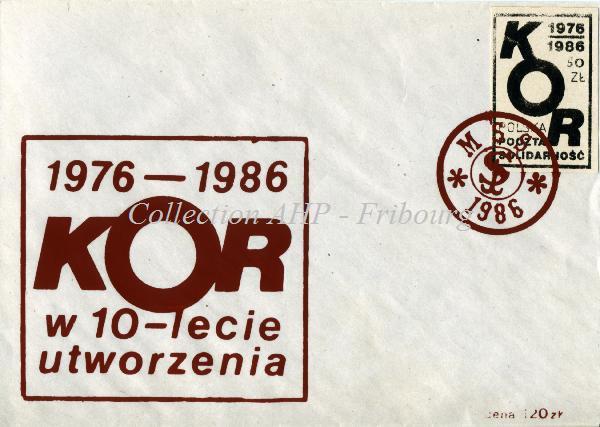 1976
1986
50
ZŁ
KOR
POLSKA
POCZTA
SOLIDARNOŚĆ
M S
* *
1986
1976 — 1986
KOR
w 10-lecie
utworzenia
Collection AHP - Fribourg
cena 120 zł